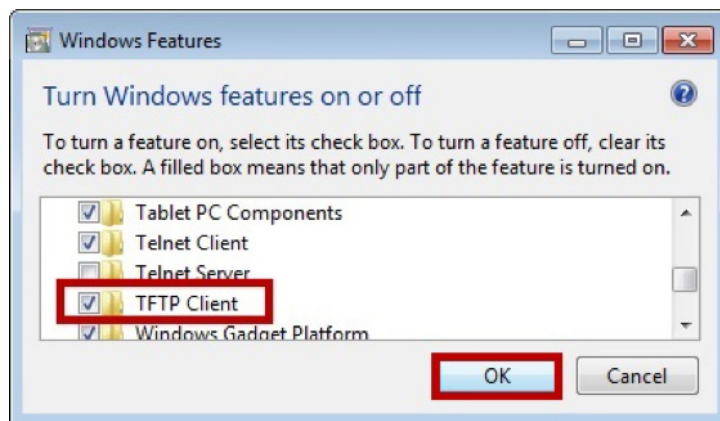 Windows Features
Turn Windows features on or off
To turn a feature on, select its check box. To turn a feature off, clear its
check box. A filled box means that only part of the feature is turned on.
Tablet PC Components
Telnet Client
Telnet Server
TFTP Client
Windows Gadget Platform
OK Cancel